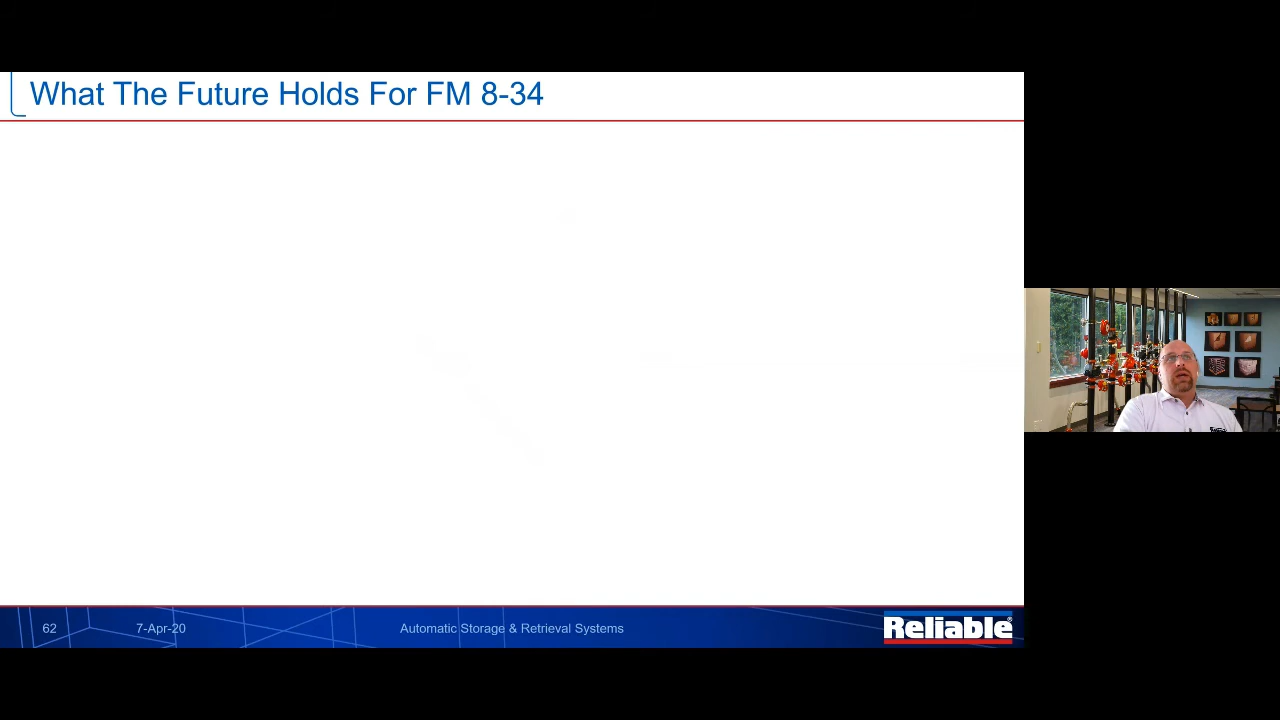 What The Future Holds For FM 8-34
62
7-Apr-20
Automatic Storage & Retrieval Systems
Reliable®